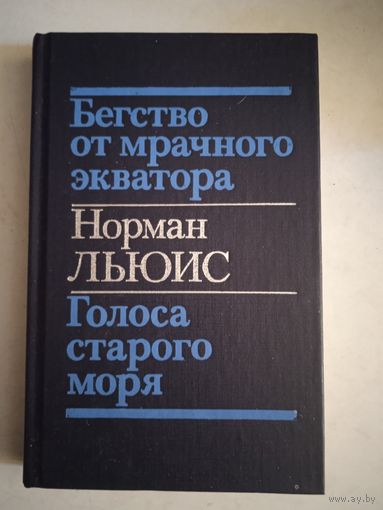 Бегство
от мрачного
экватора
Норман
ЛЬЮИС
Голоса
старого
моря
www.ay.by